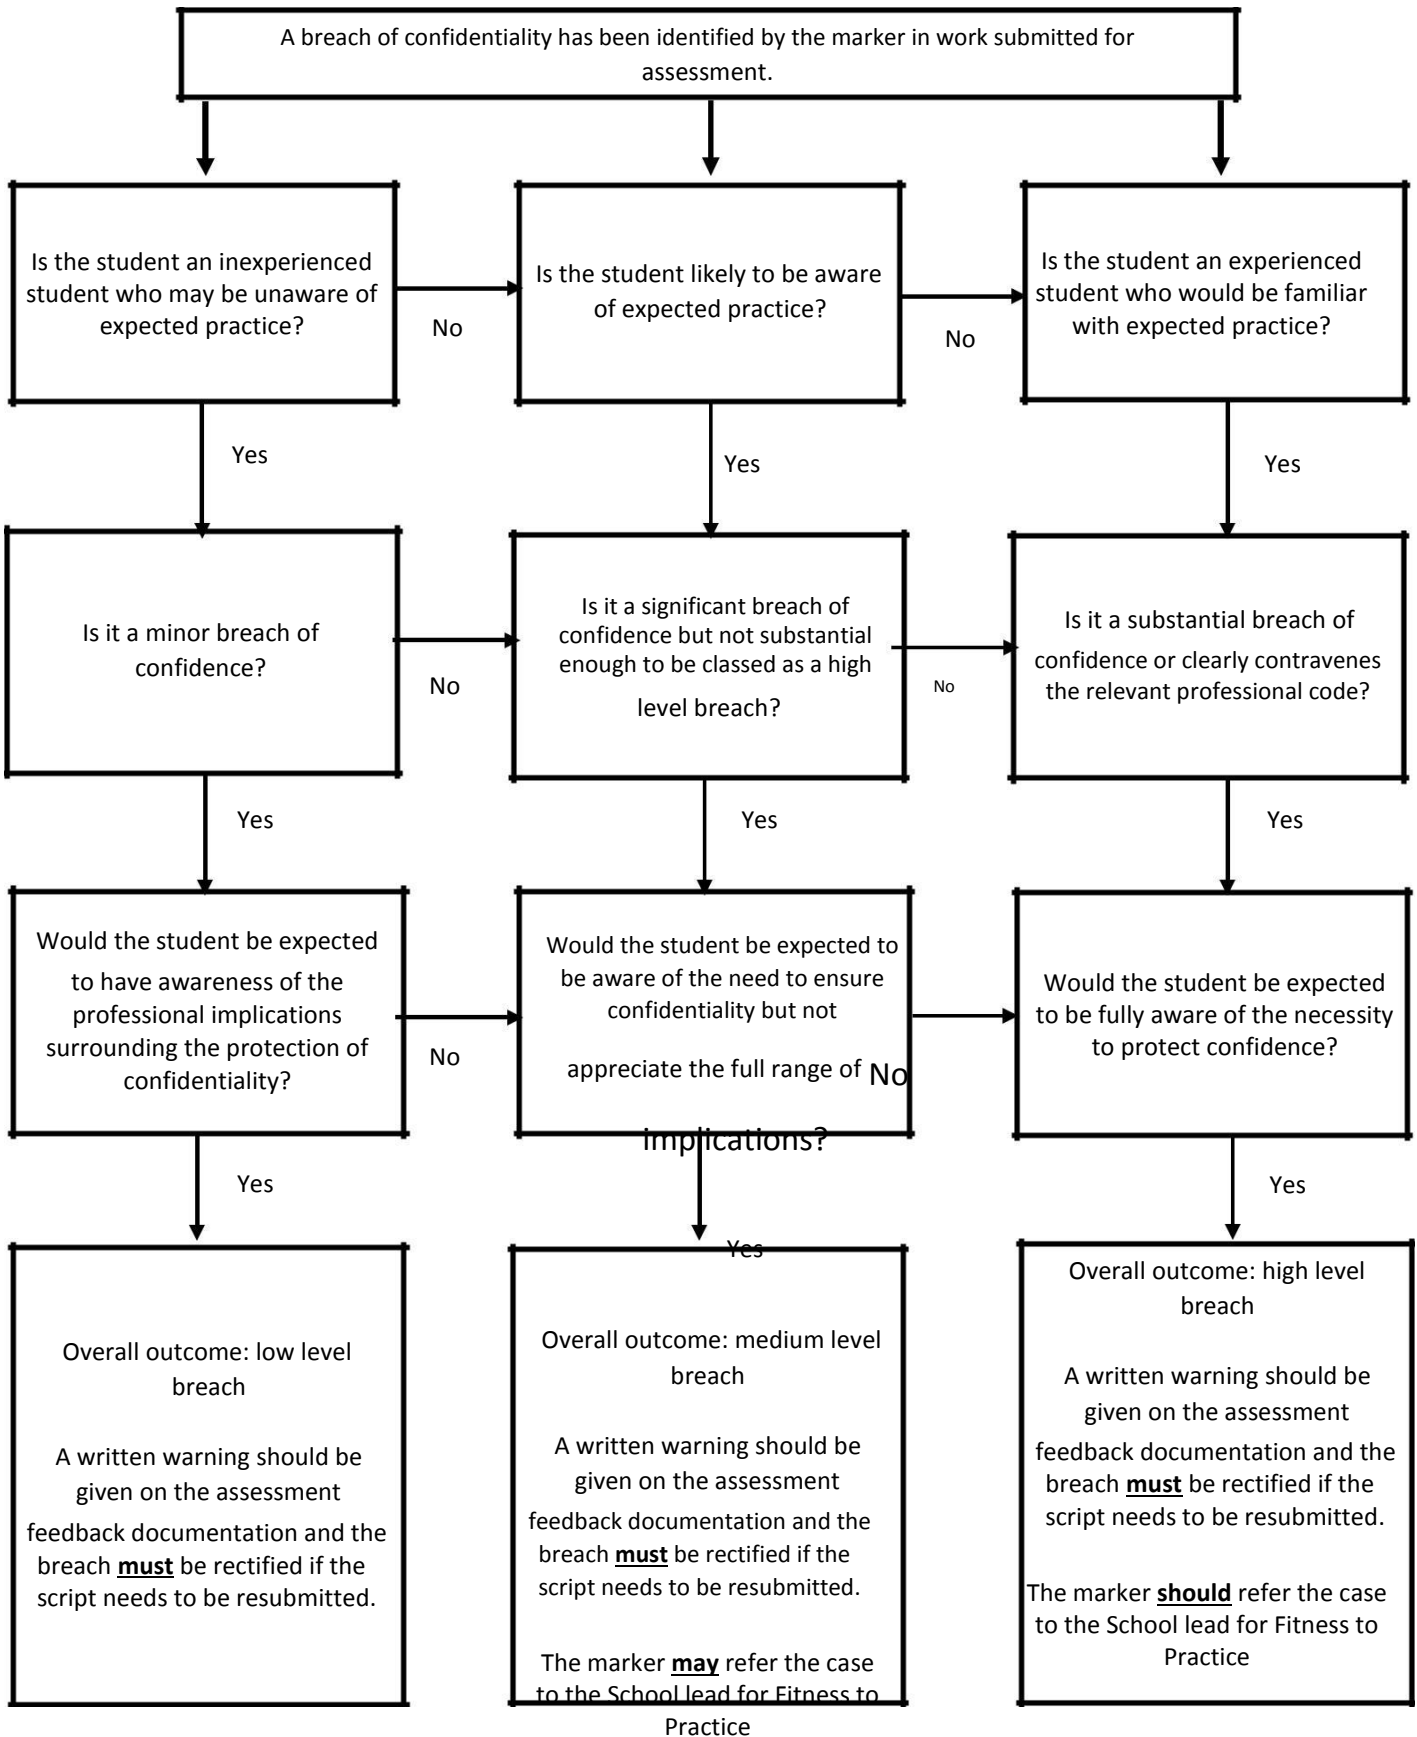 A breach of confidentiality has been identified by the marker in work submitted for
assessment.
Is the student an inexperienced
student who may be unaware of
expected practice?
No
Is the student likely to be aware
of expected practice?
No
Is the student an experienced
student who would be familiar
with expected practice?
Yes
Yes
Yes
Is it a minor breach of
confidence?
No
Is it a significant breach of
confidence but not substantial
enough to be classed as a high
level breach?
No
Is it a substantial breach of
confidence or clearly contravenes
the relevant professional code?
Yes
Yes
Yes
Would the student be expected
to have awareness of the
professional implications
surrounding the protection of
confidentiality?
No
Would the student be expected to
be aware of the need to ensure
confidentiality but not
appreciate the full range of
No
implications?
Would the student be expected
to be fully aware of the necessity
to protect confidence?
Yes
Yes
Yes
Overall outcome: low level
breach
A written warning should be
given on the assessment
feedback documentation and the
breach must be rectified if the
script needs to be resubmitted.
Overall outcome: medium level
breach
A written warning should be
given on the assessment
feedback documentation and the
breach must be rectified if the
script needs to be resubmitted.
The marker may refer the case
to the School lead for Fitness to
Practice
Overall outcome: high level
breach
A written warning should be
given on the assessment
feedback documentation and the
breach must be rectified if the
script needs to be resubmitted.
The marker should refer the case
to the School lead for Fitness to
Practice